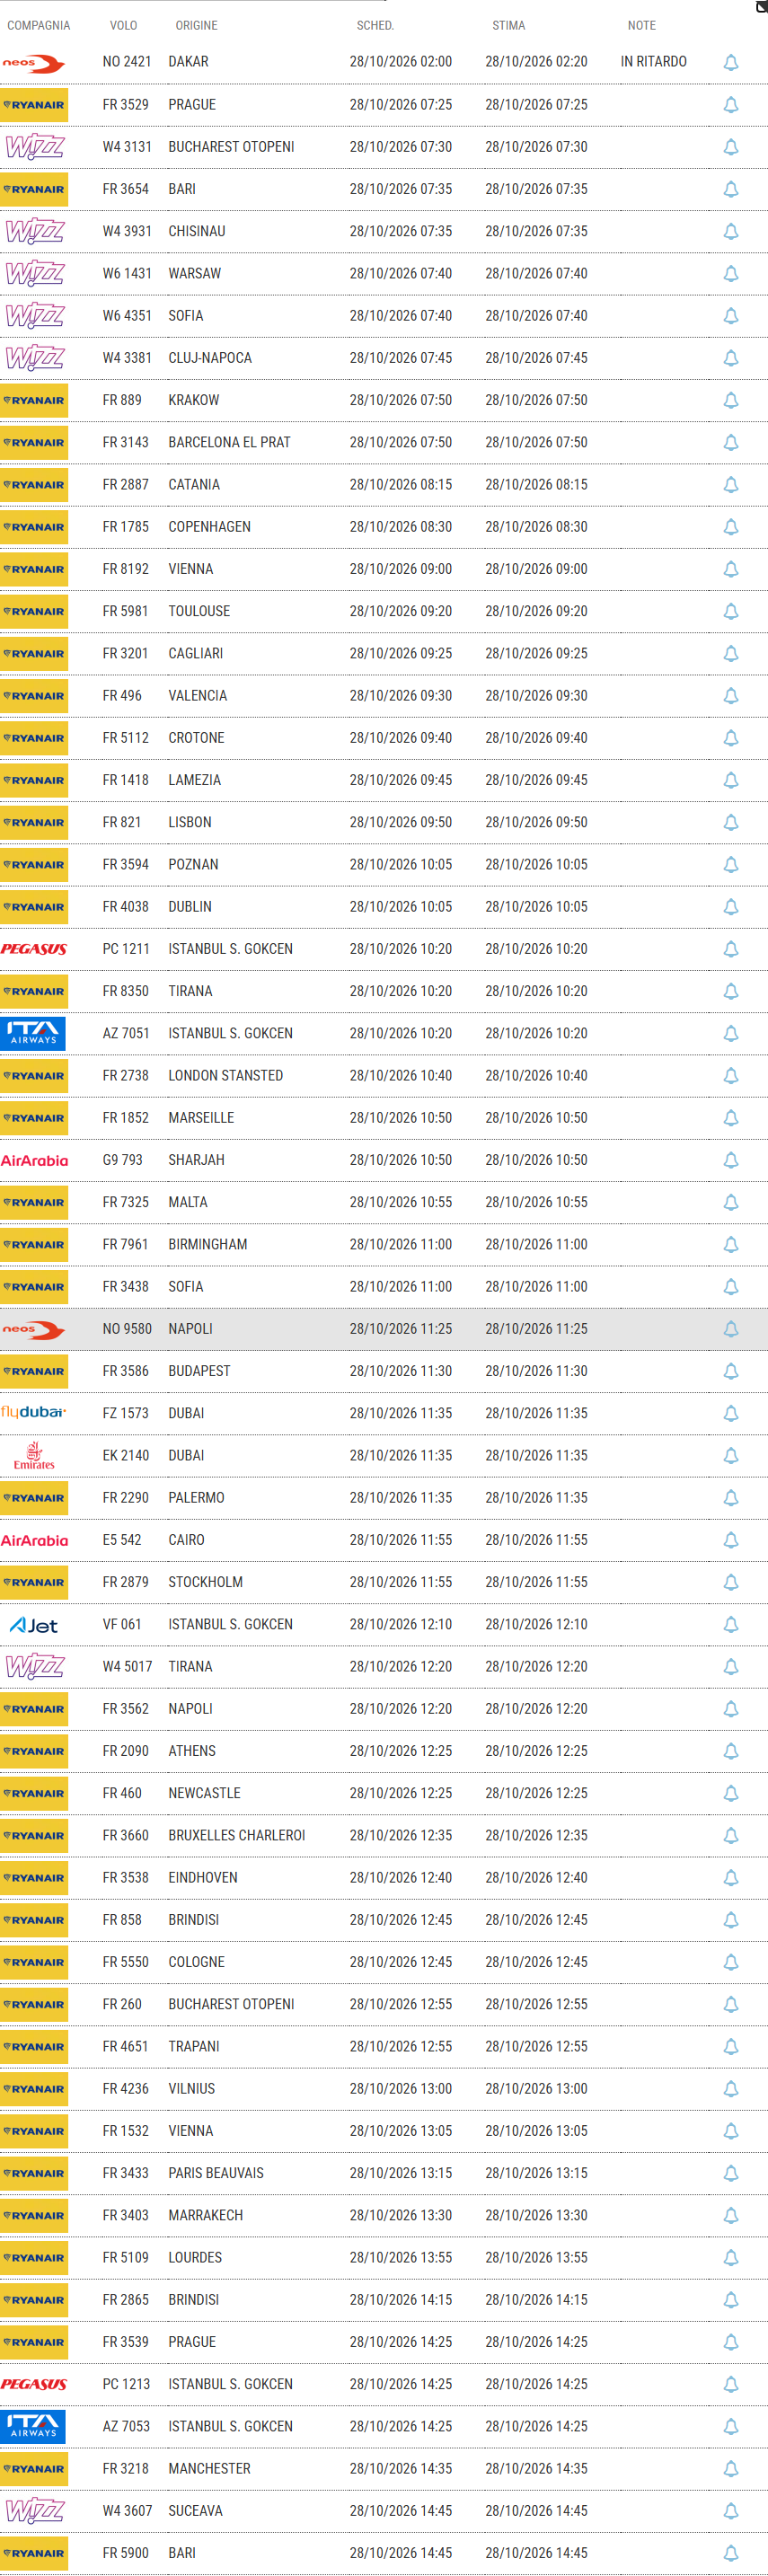 COMPAGNIA VOLO ORIGINE SCHED. STIMA NOTE
neos NO 2421 DAKAR 28/10/2026 02:00 28/10/2026 02:20 IN RITARDO
RYANAIR FR 3529 PRAGUE 28/10/2026 07:25 28/10/2026 07:25
WIZZ W4 3131 BUCHAREST OTOPENI 28/10/2026 07:30 28/10/2026 07:30
RYANAIR FR 3654 BARI 28/10/2026 07:35 28/10/2026 07:35
WIZZ W4 3931 CHISINAU 28/10/2026 07:35 28/10/2026 07:35
WIZZ W6 1431 WARSAW 28/10/2026 07:40 28/10/2026 07:40
WIZZ W6 4351 SOFIA 28/10/2026 07:40 28/10/2026 07:40
WIZZ W4 3381 CLUJ-NAPOCA 28/10/2026 07:45 28/10/2026 07:45
RYANAIR FR 889 KRAKOW 28/10/2026 07:50 28/10/2026 07:50
RYANAIR FR 3143 BARCELONA EL PRAT 28/10/2026 07:50 28/10/2026 07:50
RYANAIR FR 2887 CATANIA 28/10/2026 08:15 28/10/2026 08:15
RYANAIR FR 1785 COPENHAGEN 28/10/2026 08:30 28/10/2026 08:30
RYANAIR FR 8192 VIENNA 28/10/2026 09:00 28/10/2026 09:00
RYANAIR FR 5981 TOULOUSE 28/10/2026 09:20 28/10/2026 09:20
RYANAIR FR 3201 CAGLIARI 28/10/2026 09:25 28/10/2026 09:25
RYANAIR FR 496 VALENCIA 28/10/2026 09:30 28/10/2026 09:30
RYANAIR FR 5112 CROTONE 28/10/2026 09:40 28/10/2026 09:40
RYANAIR FR 1418 LAMEZIA 28/10/2026 09:45 28/10/2026 09:45
RYANAIR FR 821 LISBON 28/10/2026 09:50 28/10/2026 09:50
RYANAIR FR 3594 POZNAN 28/10/2026 10:05 28/10/2026 10:05
RYANAIR FR 4038 DUBLIN 28/10/2026 10:05 28/10/2026 10:05
PEGASUS PC 1211 ISTANBUL S. GOKCEN 28/10/2026 10:20 28/10/2026 10:20
RYANAIR FR 8350 TIRANA 28/10/2026 10:20 28/10/2026 10:20
ITA AIRWAYS AZ 7051 ISTANBUL S. GOKCEN 28/10/2026 10:20 28/10/2026 10:20
RYANAIR FR 2738 LONDON STANSTED 28/10/2026 10:40 28/10/2026 10:40
RYANAIR FR 1852 MARSEILLE 28/10/2026 10:50 28/10/2026 10:50
AirArabia G9 793 SHARJAH 28/10/2026 10:50 28/10/2026 10:50
RYANAIR FR 7325 MALTA 28/10/2026 10:55 28/10/2026 10:55
RYANAIR FR 7961 BIRMINGHAM 28/10/2026 11:00 28/10/2026 11:00
RYANAIR FR 3438 SOFIA 28/10/2026 11:00 28/10/2026 11:00
neos NO 9580 NAPOLI 28/10/2026 11:25 28/10/2026 11:25
RYANAIR FR 3586 BUDAPEST 28/10/2026 11:30 28/10/2026 11:30
flydubai FZ 1573 DUBAI 28/10/2026 11:35 28/10/2026 11:35
Emirates EK 2140 DUBAI 28/10/2026 11:35 28/10/2026 11:35
RYANAIR FR 2290 PALERMO 28/10/2026 11:35 28/10/2026 11:35
AirArabia E5 542 CAIRO 28/10/2026 11:55 28/10/2026 11:55
RYANAIR FR 2879 STOCKHOLM 28/10/2026 11:55 28/10/2026 11:55
AJet VF 061 ISTANBUL S. GOKCEN 28/10/2026 12:10 28/10/2026 12:10
WIZZ W4 5017 TIRANA 28/10/2026 12:20 28/10/2026 12:20
RYANAIR FR 3562 NAPOLI 28/10/2026 12:20 28/10/2026 12:20
RYANAIR FR 2090 ATHENS 28/10/2026 12:25 28/10/2026 12:25
RYANAIR FR 460 NEWCASTLE 28/10/2026 12:25 28/10/2026 12:25
RYANAIR FR 3660 BRUXELLES CHARLEROI 28/10/2026 12:35 28/10/2026 12:35
RYANAIR FR 3538 EINDHOVEN 28/10/2026 12:40 28/10/2026 12:40
RYANAIR FR 858 BRINDISI 28/10/2026 12:45 28/10/2026 12:45
RYANAIR FR 5550 COLOGNE 28/10/2026 12:45 28/10/2026 12:45
RYANAIR FR 260 BUCHAREST OTOPENI 28/10/2026 12:55 28/10/2026 12:55
RYANAIR FR 4651 TRAPANI 28/10/2026 12:55 28/10/2026 12:55
RYANAIR FR 4236 VILNIUS 28/10/2026 13:00 28/10/2026 13:00
RYANAIR FR 1532 VIENNA 28/10/2026 13:05 28/10/2026 13:05
RYANAIR FR 3433 PARIS BEAUVAIS 28/10/2026 13:15 28/10/2026 13:15
RYANAIR FR 3403 MARRAKECH 28/10/2026 13:30 28/10/2026 13:30
RYANAIR FR 5109 LOURDES 28/10/2026 13:55 28/10/2026 13:55
RYANAIR FR 2865 BRINDISI 28/10/2026 14:15 28/10/2026 14:15
RYANAIR FR 3539 PRAGUE 28/10/2026 14:25 28/10/2026 14:25
PEGASUS PC 1213 ISTANBUL S. GOKCEN 28/10/2026 14:25 28/10/2026 14:25
ITA AIRWAYS AZ 7053 ISTANBUL S. GOKCEN 28/10/2026 14:25 28/10/2026 14:25
RYANAIR FR 3218 MANCHESTER 28/10/2026 14:35 28/10/2026 14:35
WIZZ W4 3607 SUCEAVA 28/10/2026 14:45 28/10/2026 14:45
RYANAIR FR 5900 BARI 28/10/2026 14:45 28/10/2026 14:45